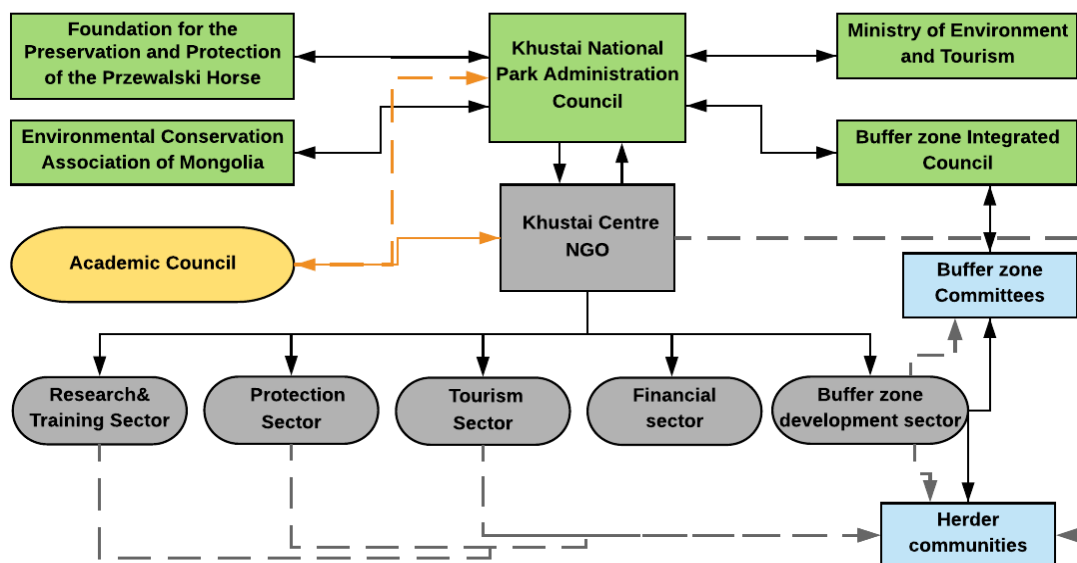 Foundation for the
Preservation and Protection
of the Przewalski Horse
Khustai National
Park Administration
Council
Ministry of Environment
and Tourism
Environmental Conservation
Association of Mongolia
Buffer zone Integrated
Council
Khustai Centre
NGO
Academic Council
Buffer zone
Committees
Research&
Training Sector
Protection
Sector
Tourism
Sector
Financial
sector
Buffer zone
development sector
Herder
communities